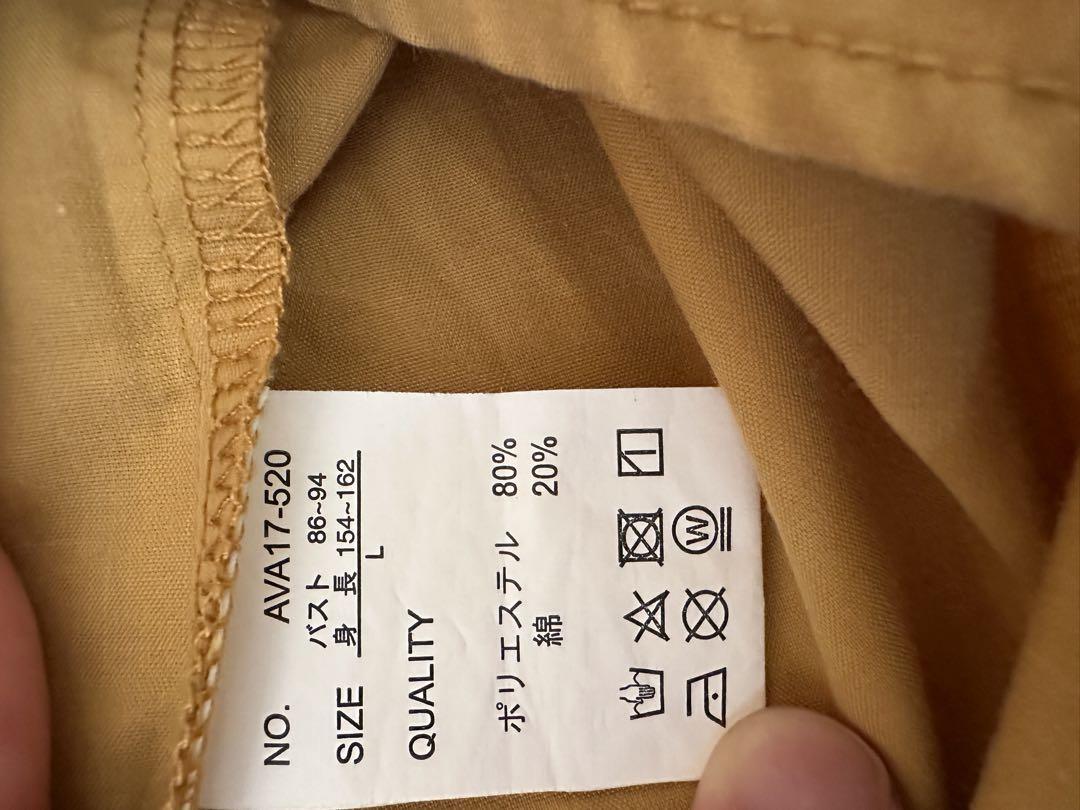 NO. AVA17-520
SIZE バスト 86~94
身長 154~162
L
QUALITY
ポリエステル 80%
綿 20%
W